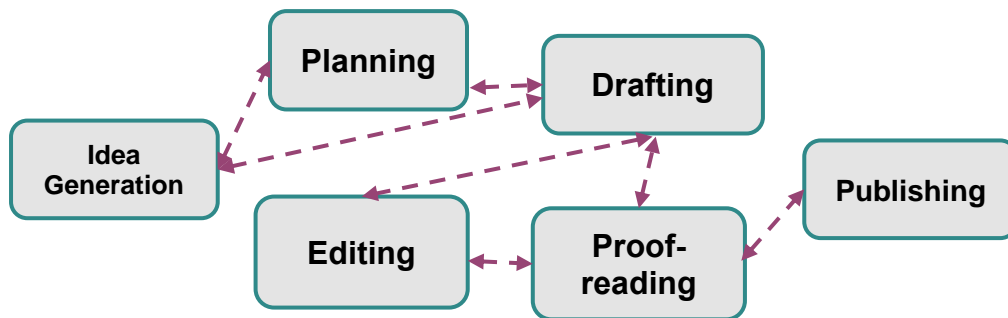 Planning
Drafting
Idea
Generation
Publishing
Editing
Proof-
reading